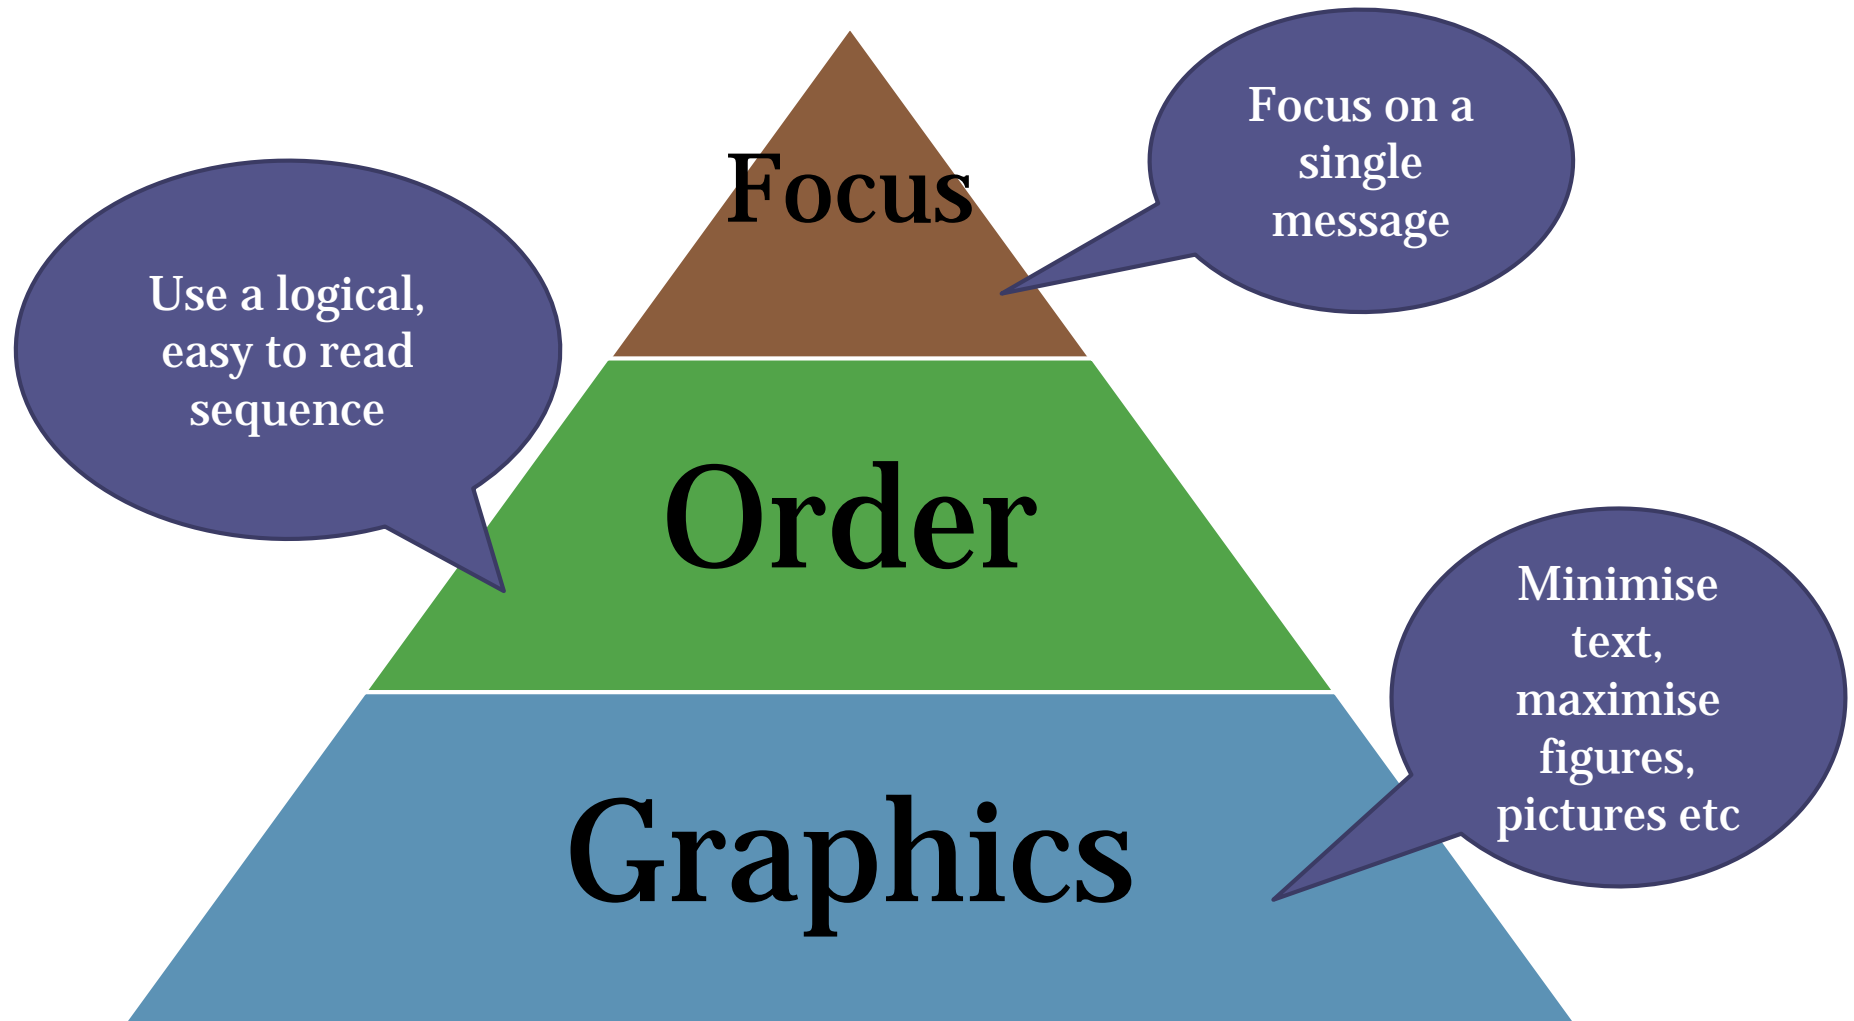 Focus
Focus on a
single
message
Use a logical,
easy to read
sequence
Order
Minimise
text,
maximise
figures,
pictures etc
Graphics